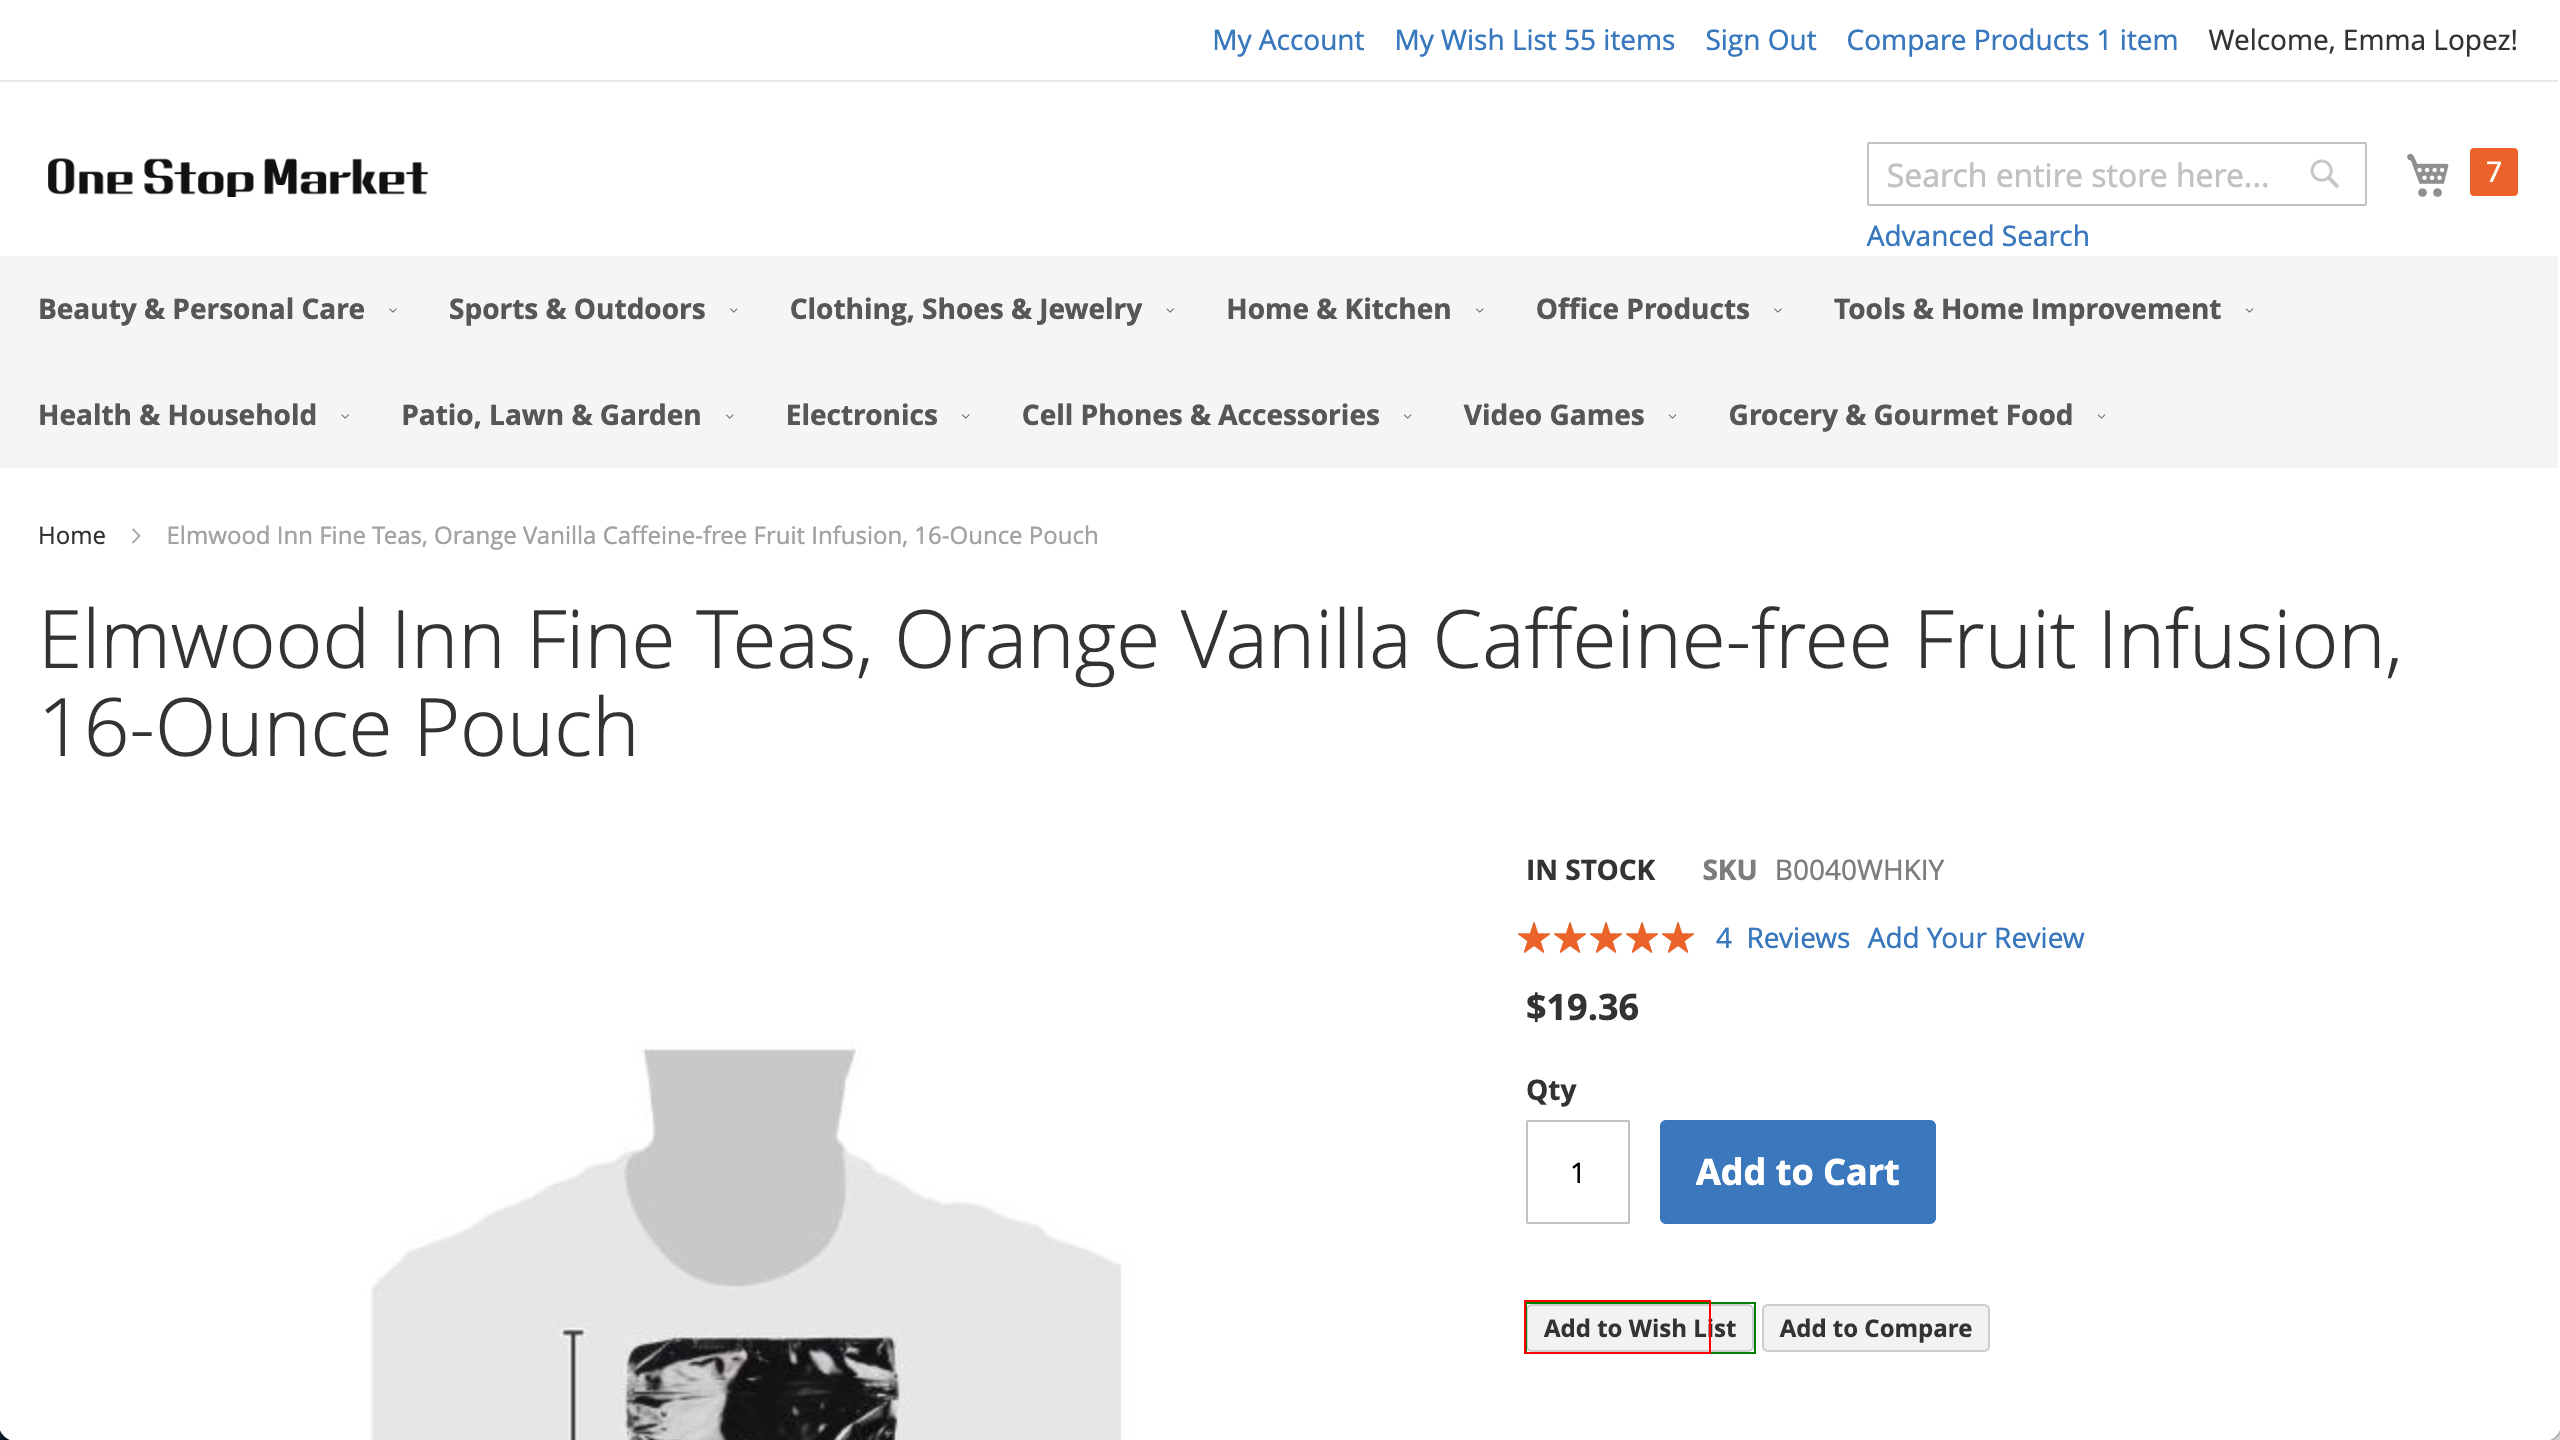 My Account My Wish List 55 items Sign Out Compare Products 1 item Welcome, Emma Lopez!
One Stop Market
Search entire store here...
7
Advanced Search
Beauty & Personal Care Sports & Outdoors Clothing, Shoes & Jewelry Home & Kitchen Office Products Tools & Home Improvement
Health & Household Patio, Lawn & Garden Electronics Cell Phones & Accessories Video Games Grocery & Gourmet Food
Home Elmwood Inn Fine Teas, Orange Vanilla Caffeine-free Fruit Infusion, 16-Ounce Pouch
Elmwood Inn Fine Teas, Orange Vanilla Caffeine-free Fruit Infusion,
16-Ounce Pouch
IN STOCK SKU B0040WHKIY
4 Reviews Add Your Review
$19.36
Qty
1
Add to Cart
Add to Wish List Add to Compare